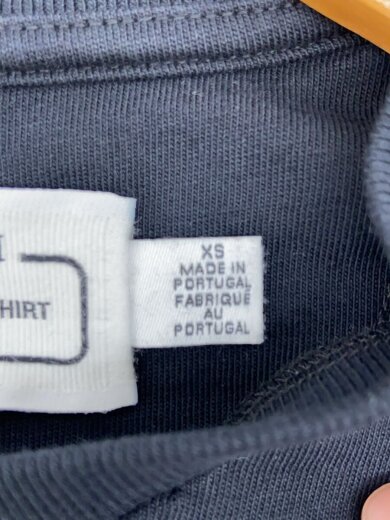 HIRT
XS
MADE IN
PORTUGAL
FABRIQUE
AU
PORTUGAL